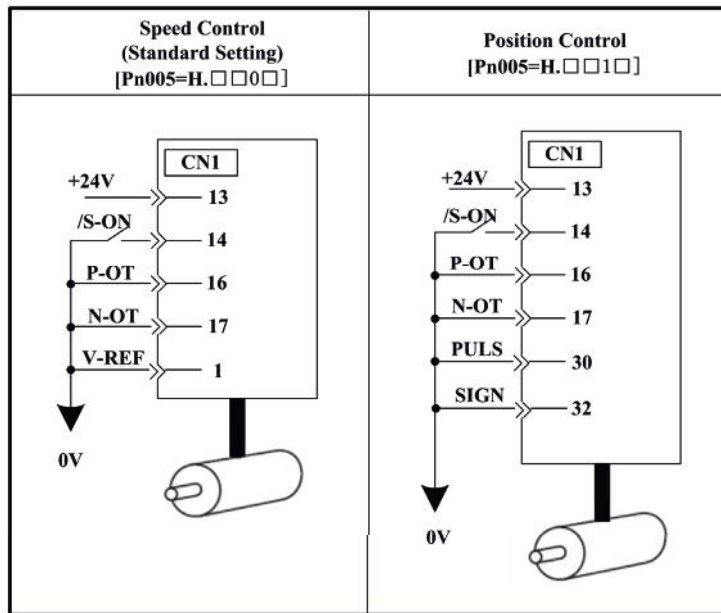 Speed Control
(Standard Setting)
[Pn005=H.□□0□]
Position Control
[Pn005=H.□□1□]
CN1
+24V
13
/S-ON
14
P-OT
16
N-OT
17
V-REF
1
0V
CN1
+24V
13
/S-ON
14
P-OT
16
N-OT
17
PULS
30
SIGN
32
0V